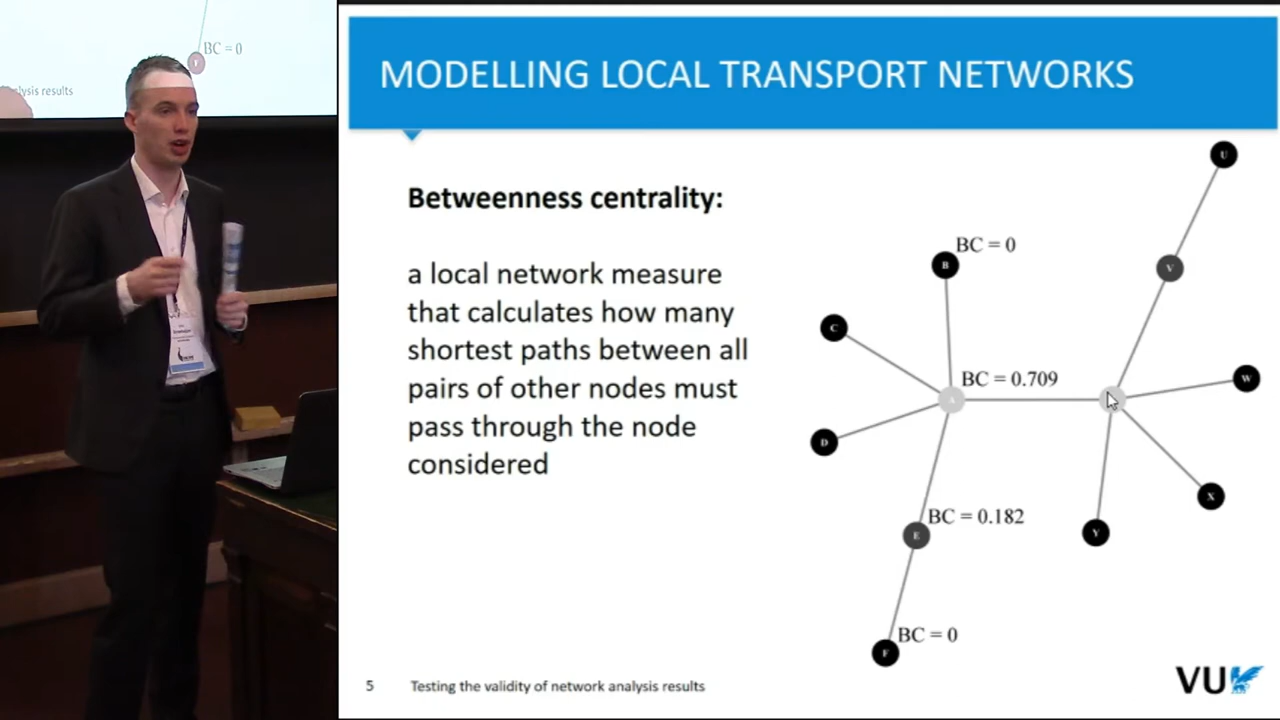 BC = 0
alysis results
MODELLING LOCAL TRANSPORT NETWORKS
Betweenness centrality:
a local network measure
that calculates how many
shortest paths between all
pairs of other nodes must
pass through the node
considered
U
BC = 0
B
V
C
BC = 0.709
W
A
D
X
BC = 0.182
E
Y
BC = 0
F
5 Testing the validity of network analysis results
VU